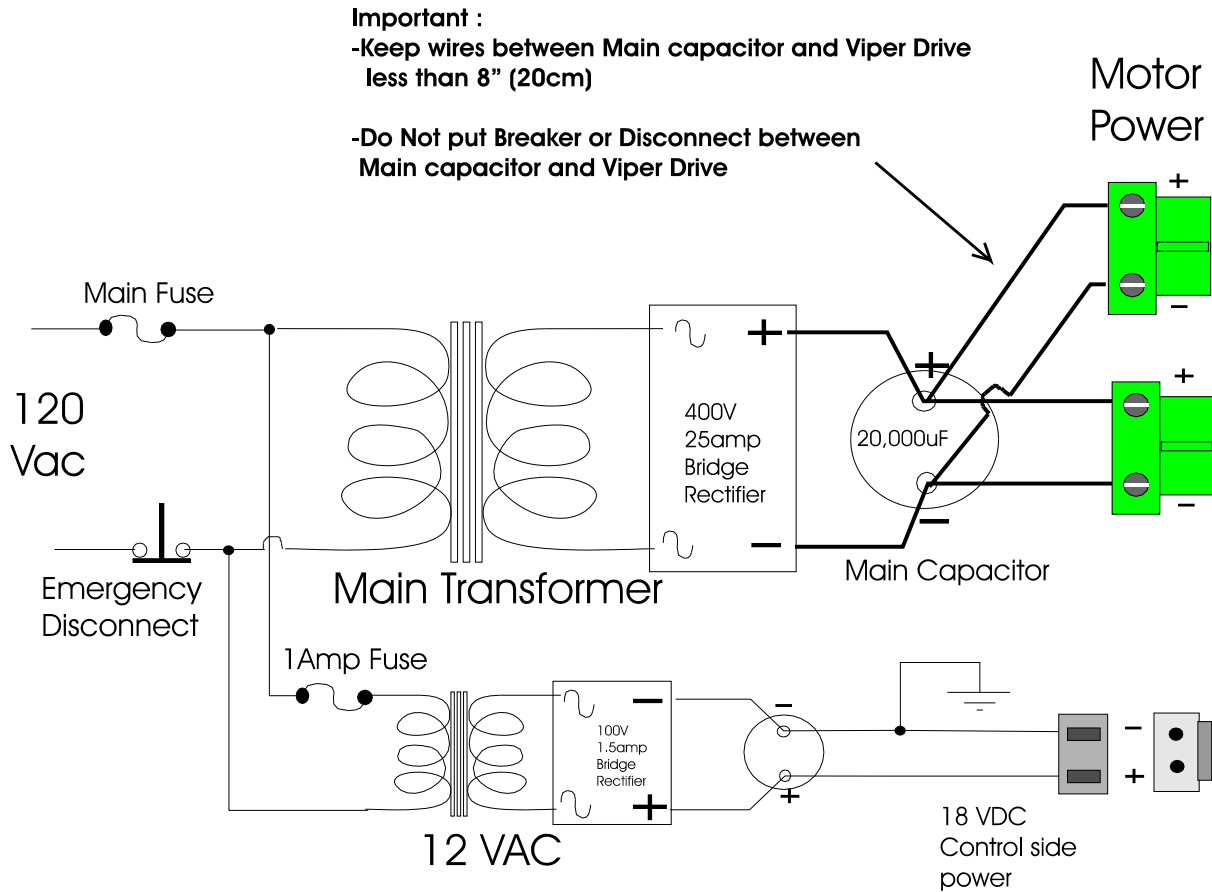 Important :
-Keep wires between Main capacitor and Viper Drive
less than 8” (20cm)
-Do Not put Breaker or Disconnect between
Main capacitor and Viper Drive
Motor
Power
+
−
Main Fuse
120
Vac
+
−
400V
25amp
Bridge
Rectifier
+
20,000uF
−
+
−
Main Capacitor
Emergency
Disconnect
Main Transformer
1Amp Fuse
−
+
100V
1.5amp
Bridge
Rectifier
-
+
−
+
12 VAC
18 VDC
Control side
power